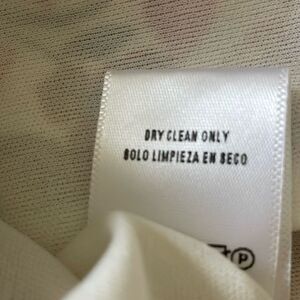 DRY CLEAN ONLY
SOLO LIMPIEZA EN SECO
P